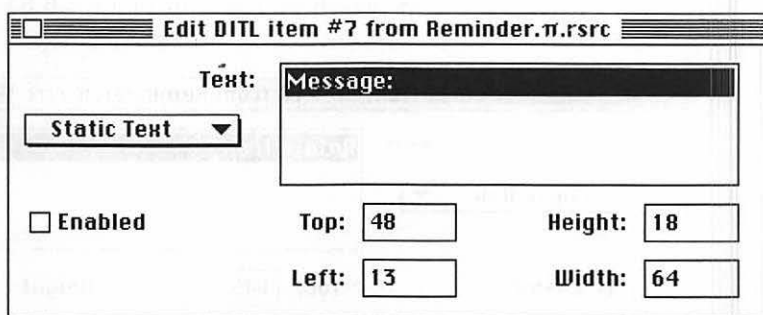 Edit DITL item #7 from Reminder.π.rsrc
Text: Message:
Static Text
Enabled Top: 48 Height: 18
Left: 13 Width: 64